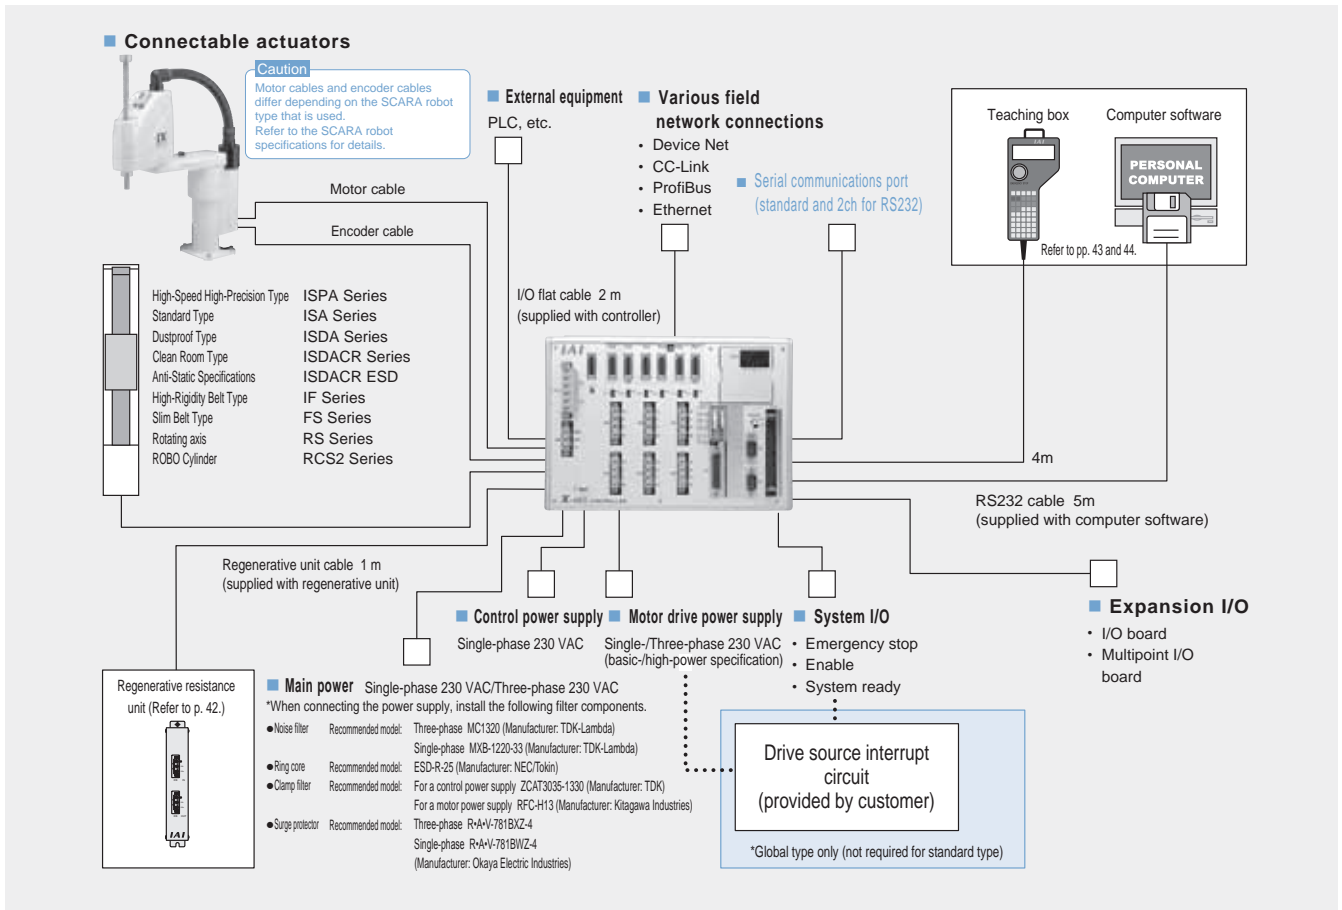 Connectable actuators
Caution
Motor cables and encoder cables
differ depending on the SCARA robot
type that is used.
Refer to the SCARA robot
specifications for details.
Motor cable
Encoder cable
External equipment
PLC, etc.
Various field
network connections
• Device Net
• CC-Link
• ProfiBus
• Ethernet
Serial communications port
(standard and 2ch for RS232)
Teaching box
Computer software
IAI
PERSONAL
COMPUTER
Refer to pp. 43 and 44.
High-Speed High-Precision Type ISPA Series
Standard Type ISA Series
Dustproof Type ISDA Series
Clean Room Type ISDACR Series
Anti-Static Specifications ISDACR ESD
High-Rigidity Belt Type IF Series
Slim Belt Type FS Series
Rotating axis RS Series
ROBO Cylinder RCS2 Series
I/O flat cable 2 m
(supplied with controller)
IAI
4m
RS232 cable 5m
(supplied with computer software)
Regenerative unit cable 1 m
(supplied with regenerative unit)
Control power supply
Single-phase 230 VAC
Motor drive power supply
Single-/Three-phase 230 VAC
(basic-/high-power specification)
System I/O
• Emergency stop
• Enable
• System ready
Expansion I/O
• I/O board
• Multipoint I/O
board
Regenerative resistance
unit (Refer to p. 42.)
IAI
Main power Single-phase 230 VAC/Three-phase 230 VAC
*When connecting the power supply, install the following filter components.
●Noise filter Recommended model: Three-phase MC1320 (Manufacturer: TDK-Lambda)
Single-phase MXB-1220-33 (Manufacturer: TDK-Lambda)
●Ring core Recommended model: ESD-R-25 (Manufacturer: NEC/Tokin)
●Clamp filter Recommended model: For a control power supply ZCAT3035-1330 (Manufacturer: TDK)
For a motor power supply RFC-H13 (Manufacturer: Kitagawa Industries)
●Surge protector Recommended model: Three-phase R•A•V-781BXZ-4
Single-phase R•A•V-781BWZ-4
(Manufacturer: Okaya Electric Industries)
Drive source interrupt
circuit
(provided by customer)
*Global type only (not required for standard type)